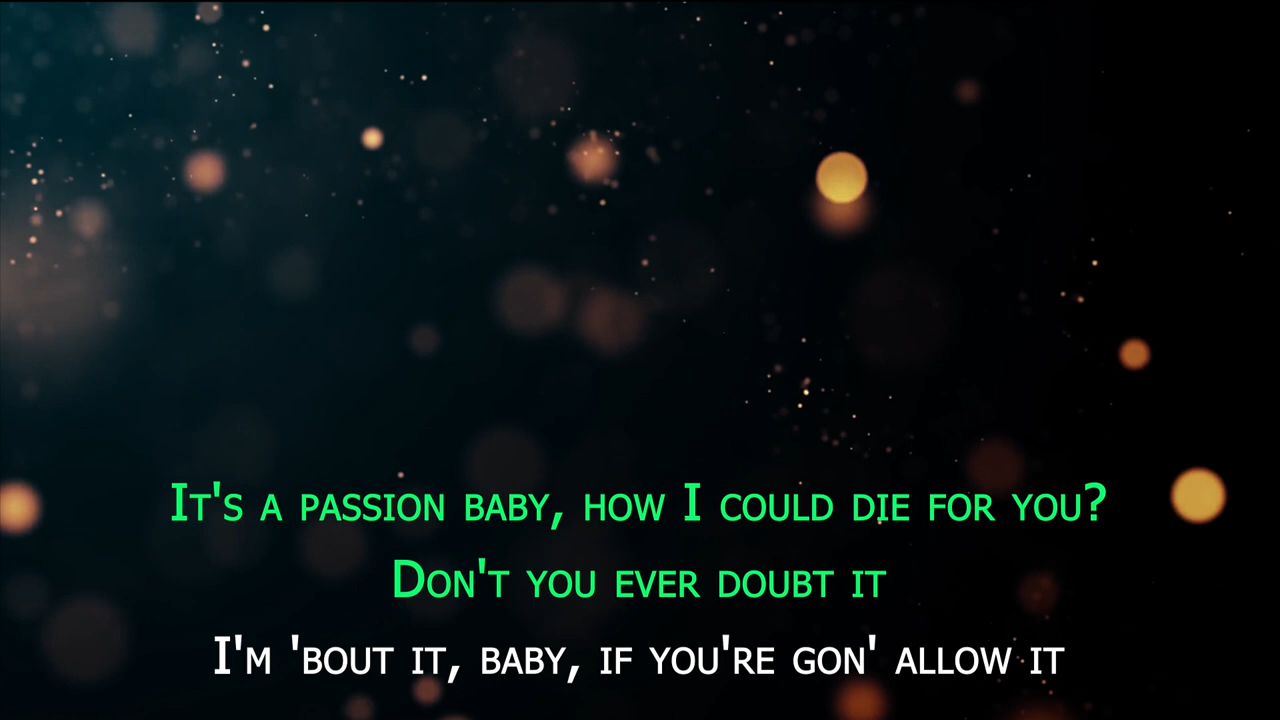 It's a passion baby, how I could die for you?
Don't you ever doubt it
I'm 'bout it, baby, if you're gon' allow it